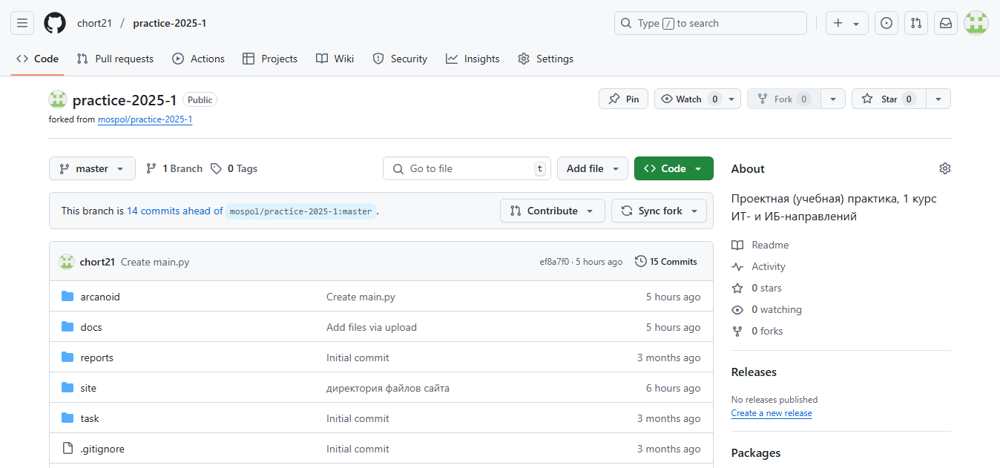 chort21 / practice-2025-1 Type / to search
Code Pull requests Actions Projects Wiki Security Insights Settings
practice-2025-1 Public Pin Watch 0 Fork 0 Star 0
forked from mospol/practice-2025-1
master 1 Branch 0 Tags Go to file t Add file Code
This branch is 14 commits ahead of mospol/practice-2025-1:master . Contribute Sync fork
chort21 Create main.py ef8a7f0 · 5 hours ago 15 Commits
arcanoid Create main.py 5 hours ago
docs Add files via upload 5 hours ago
reports Initial commit 3 months ago
site директория файлов сайта 6 hours ago
task Initial commit 3 months ago
.gitignore Initial commit 3 months ago
About
Проектная (учебная) практика, 1 курс
ИТ- и ИБ-направлений
Readme
Activity
0 stars
0 watching
0 forks
Releases
No releases published
Create a new release
Packages